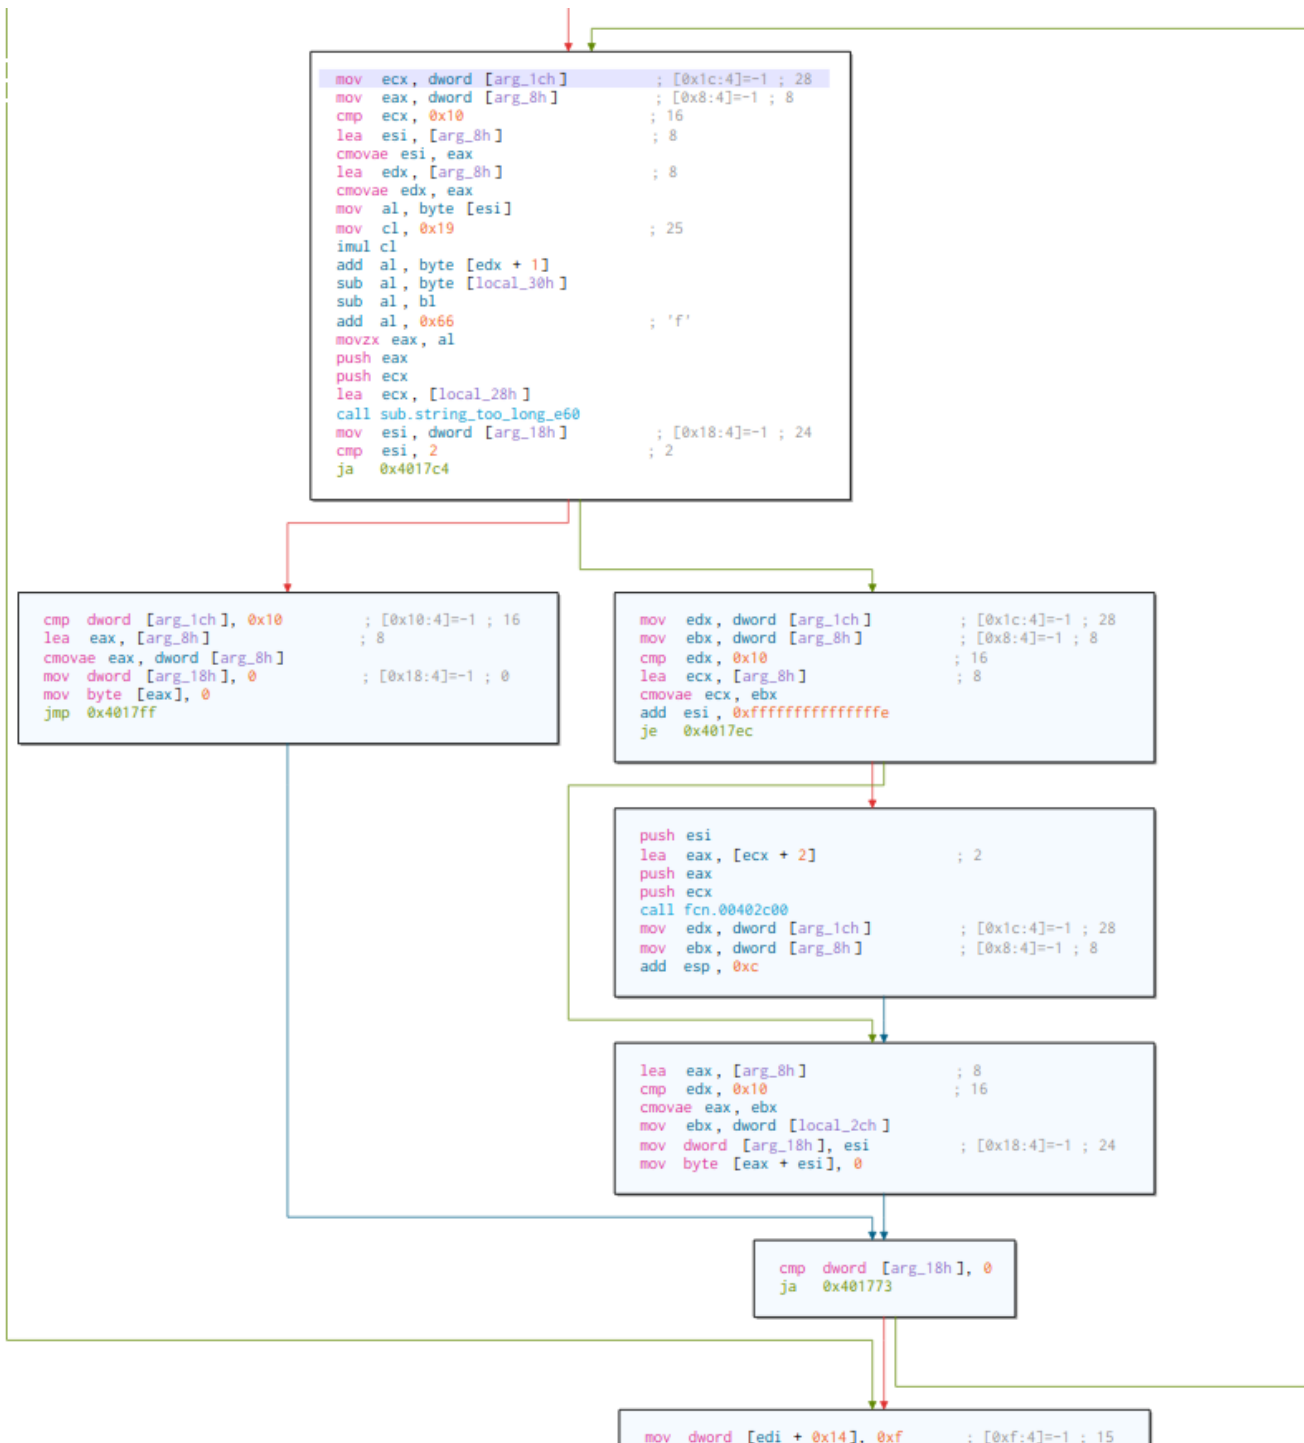 mov ecx, dword [arg_1ch] ; [0x1c:4]=-1 ; 28
mov eax, dword [arg_8h] ; [0x8:4]=-1 ; 8
cmp ecx, 0x10 ; 16
lea esi, [arg_8h] ; 8
cmovae esi, eax
lea edx, [arg_8h] ; 8
cmovae edx, eax
mov al, byte [esi]
mov cl, 0x19 ; 25
imul cl
add al, byte [edx + 1]
sub al, byte [local_30h]
sub al, bl
add al, 0x66 ; 'f'
movzx eax, al
push eax
push ecx
lea ecx, [local_28h]
call sub.string_too_long_e60
mov esi, dword [arg_18h] ; [0x18:4]=-1 ; 24
cmp esi, 2 ; 2
ja 0x4017c4
cmp dword [arg_1ch], 0x10 ; [0x10:4]=-1 ; 16
lea eax, [arg_8h] ; 8
cmovae eax, dword [arg_8h]
mov dword [arg_18h], 0 ; [0x18:4]=-1 ; 0
mov byte [eax], 0
jmp 0x4017ff
mov edx, dword [arg_1ch] ; [0x1c:4]=-1 ; 28
mov ebx, dword [arg_8h] ; [0x8:4]=-1 ; 8
cmp edx, 0x10 ; 16
lea ecx, [arg_8h] ; 8
cmovae ecx, ebx
add esi, 0xfffffffffffffffe
je 0x4017ec
push esi
lea eax, [ecx + 2] ; 2
push eax
push ecx
call fcn.00402c00
mov edx, dword [arg_1ch] ; [0x1c:4]=-1 ; 28
mov ebx, dword [arg_8h] ; [0x8:4]=-1 ; 8
add esp, 0xc
lea eax, [arg_8h] ; 8
cmp edx, 0x10 ; 16
cmovae eax, ebx
mov ebx, dword [local_2ch]
mov dword [arg_18h], esi ; [0x18:4]=-1 ; 24
mov byte [eax + esi], 0
cmp dword [arg_18h], 0
ja 0x401773
mov dword [edi + 0x14], 0xf ; [0xf:4]=-1 ; 15